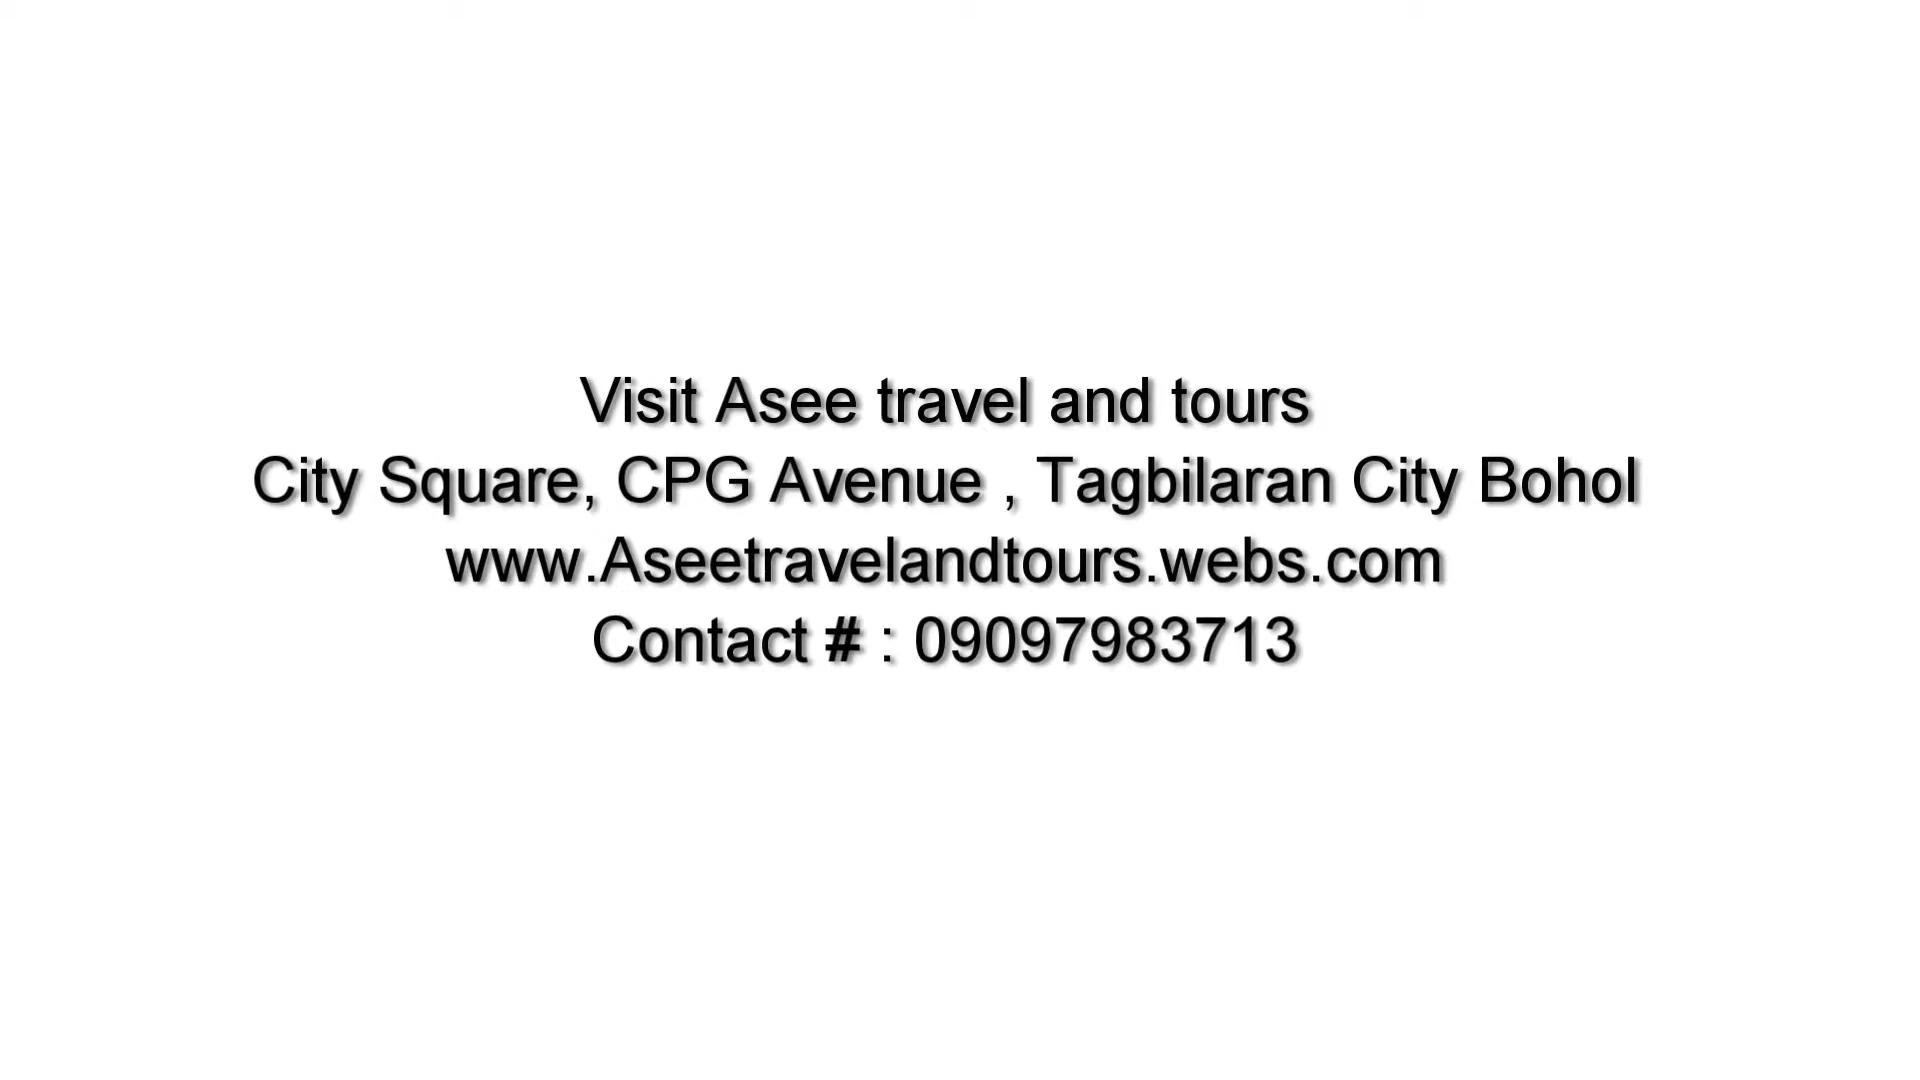 Visit Asee travel and tours
City Square, CPG Avenue , Tagbilaran City Bohol
www.Aseetravelandtours.webs.com
Contact # : 09097983713